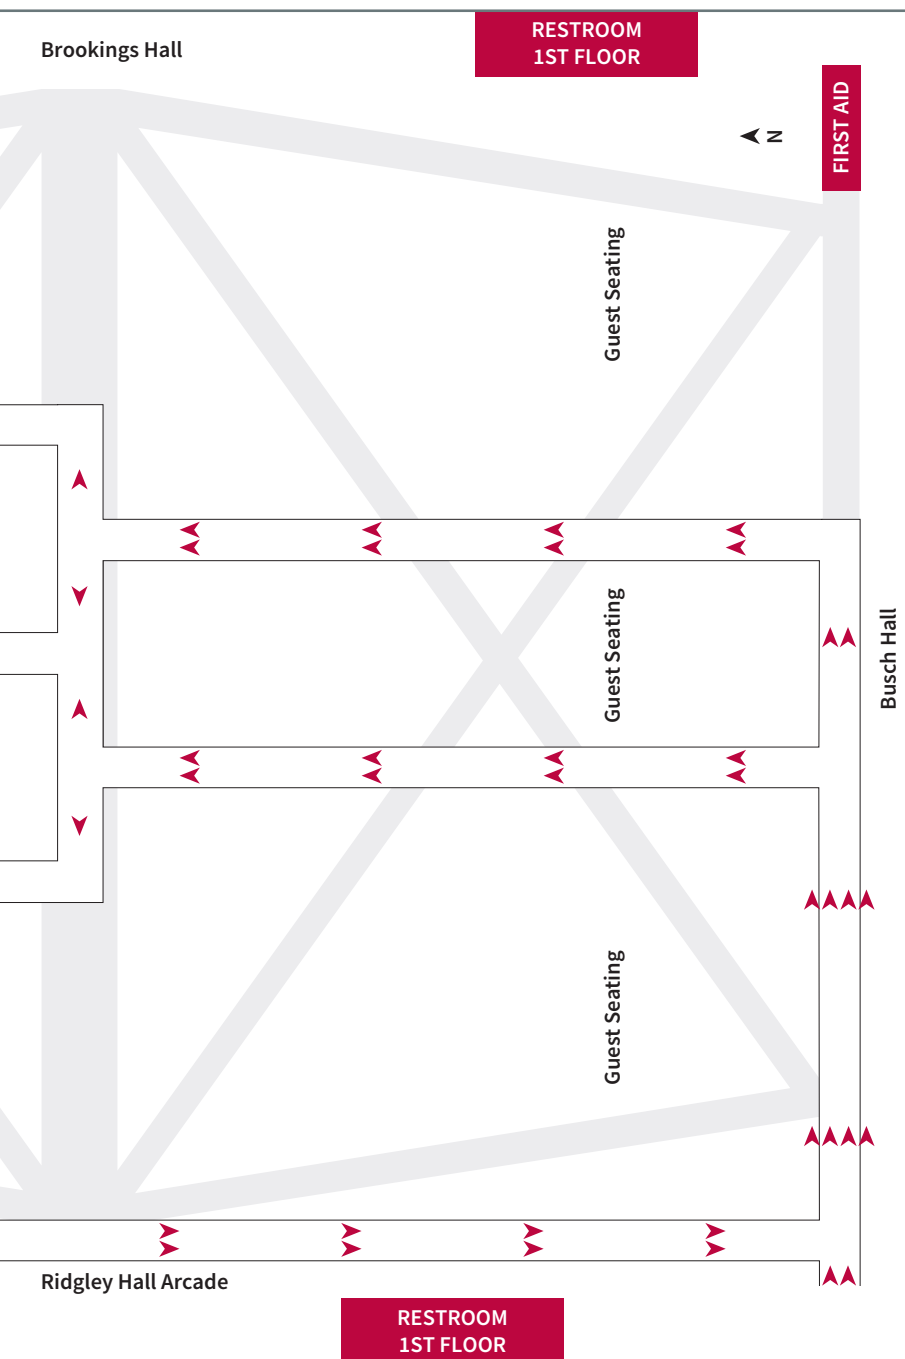 RESTROOM
1ST FLOOR
Brookings Hall
FIRST AID
N
Guest Seating
Guest Seating
Busch Hall
Guest Seating
Ridgley Hall Arcade
RESTROOM
1ST FLOOR